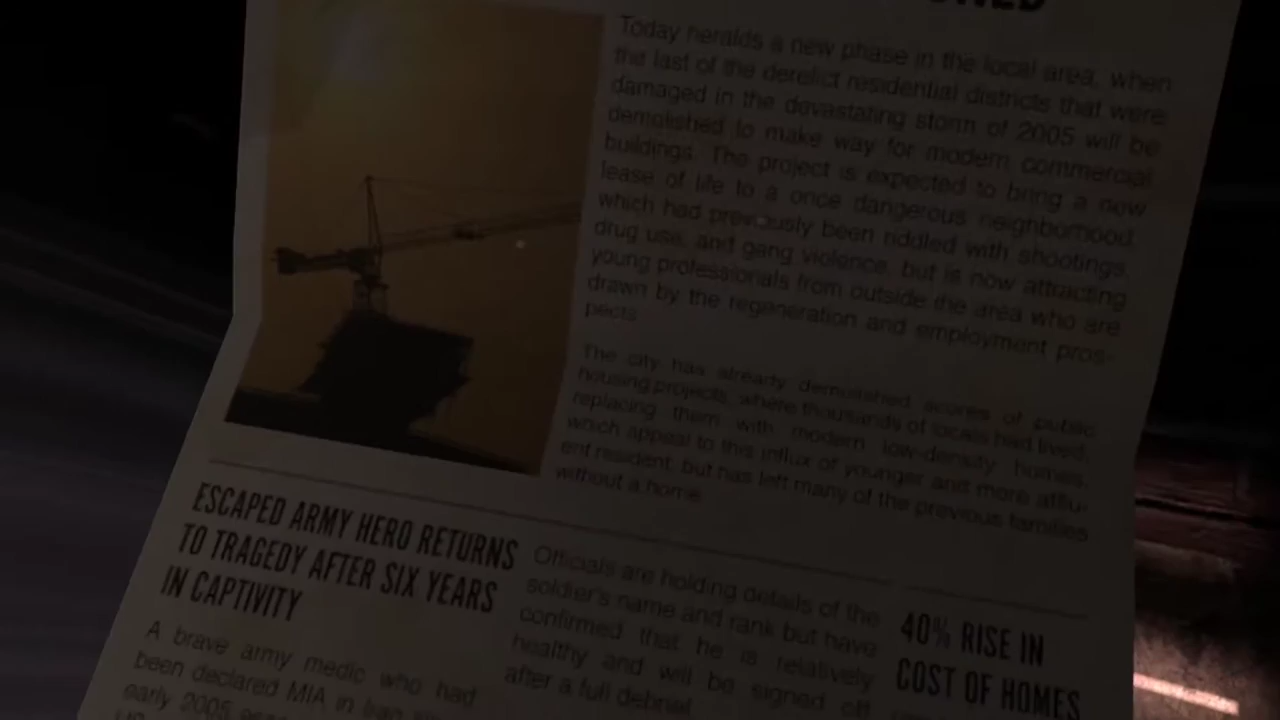 Today heralds a new phase in the local area, when
the last of the derelict residential districts that were
damaged in the devastating storm of 2005 will be
demolished to make way for modern commercial
buildings. The project is expected to bring a new
lease of life to a once dangerous neighborhood,
which had previously been riddled with shootings,
drug use, and gang violence, but is now attracting
young professionals from outside the area who are
drawn by the regeneration and employment pros-
pects.
The city has already demolished scores of public
housing projects, where thousands of locals had lived,
replacing them with modern low-density homes,
which appeal to this influx of younger and more afflu-
ent resident, but has left many of the previous families
without a home.
ESCAPED ARMY HERO RETURNS
TO TRAGEDY AFTER SIX YEARS
IN CAPTIVITY
A brave army medic who had
been declared MIA in
early 2005
Officials are holding details of the
soldier's name and rank but have
confirmed that he is relatively
healthy and will be signed off
after a full debrief.
40% RISE IN
COST OF HOMES